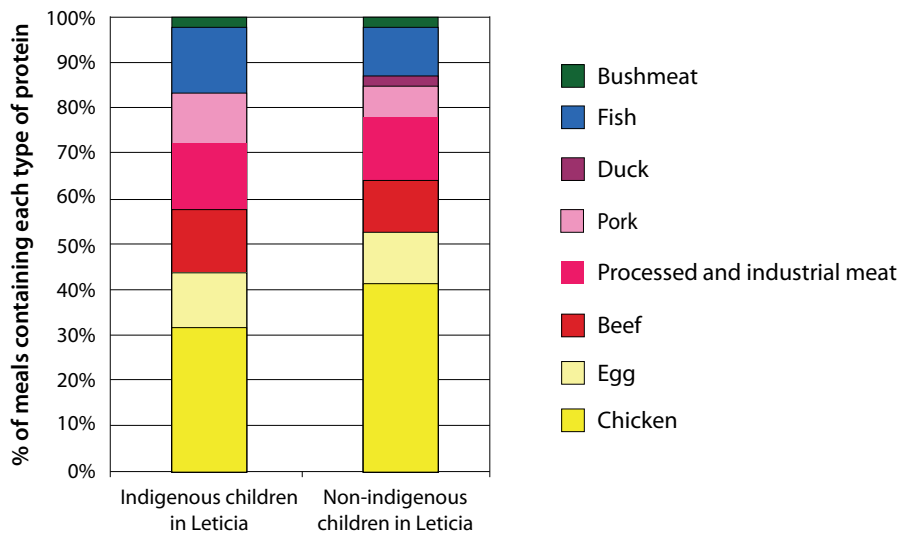 % of meals containing each type of protein
100%
90%
80%
70%
60%
50%
40%
30%
20%
10%
0%
Indigenous children
in Leticia
Non-indigenous
children in Leticia
Bushmeat
Fish
Duck
Pork
Processed and industrial meat
Beef
Egg
Chicken